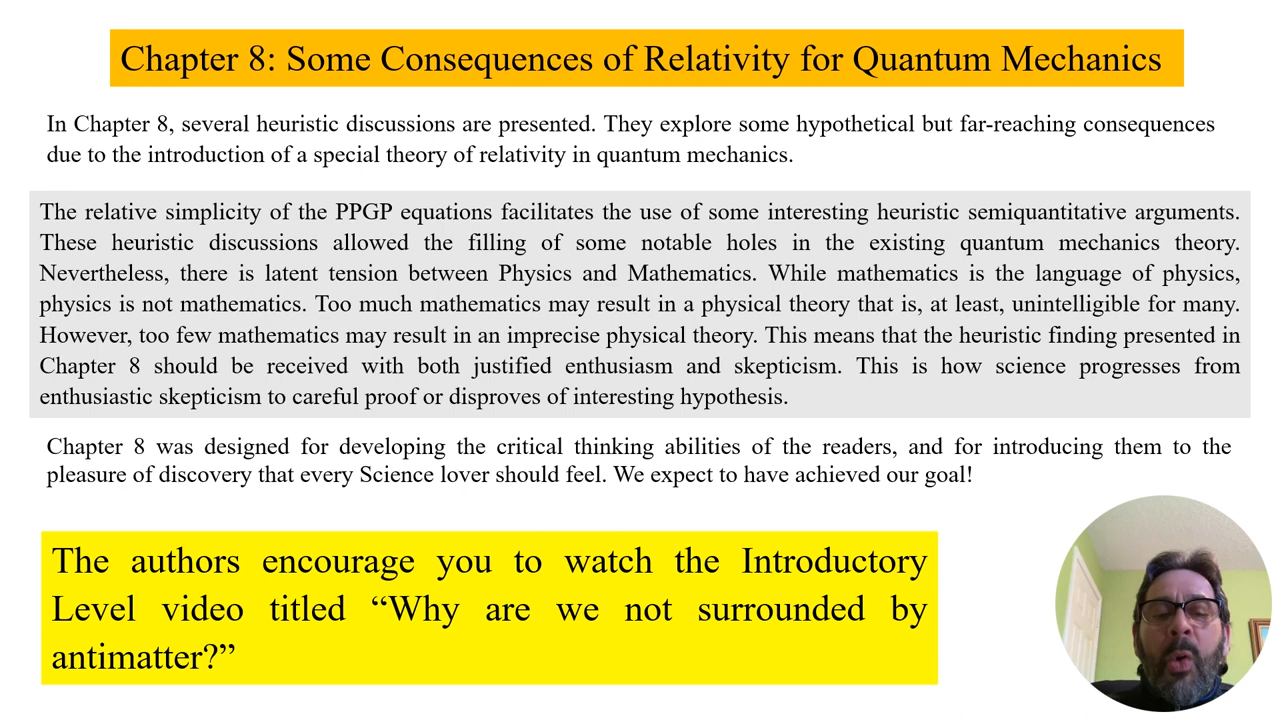 Chapter 8: Some Consequences of Relativity for Quantum Mechanics
In Chapter 8, several heuristic discussions are presented. They explore some hypothetical but far-reaching consequences
due to the introduction of a special theory of relativity in quantum mechanics.
The relative simplicity of the PPGP equations facilitates the use of some interesting heuristic semiquantitative arguments.
These heuristic discussions allowed the filling of some notable holes in the existing quantum mechanics theory.
Nevertheless, there is latent tension between Physics and Mathematics. While mathematics is the language of physics,
physics is not mathematics. Too much mathematics may result in a physical theory that is, at least, unintelligible for many.
However, too few mathematics may result in an imprecise physical theory. This means that the heuristic finding presented in
Chapter 8 should be received with both justified enthusiasm and skepticism. This is how science progresses from
enthusiastic skepticism to careful proof or disproves of interesting hypothesis.
Chapter 8 was designed for developing the critical thinking abilities of the readers, and for introducing them to the
pleasure of discovery that every Science lover should feel. We expect to have achieved our goal!
The authors encourage you to watch the Introductory
Level video titled “Why are we not surrounded by
antimatter?”